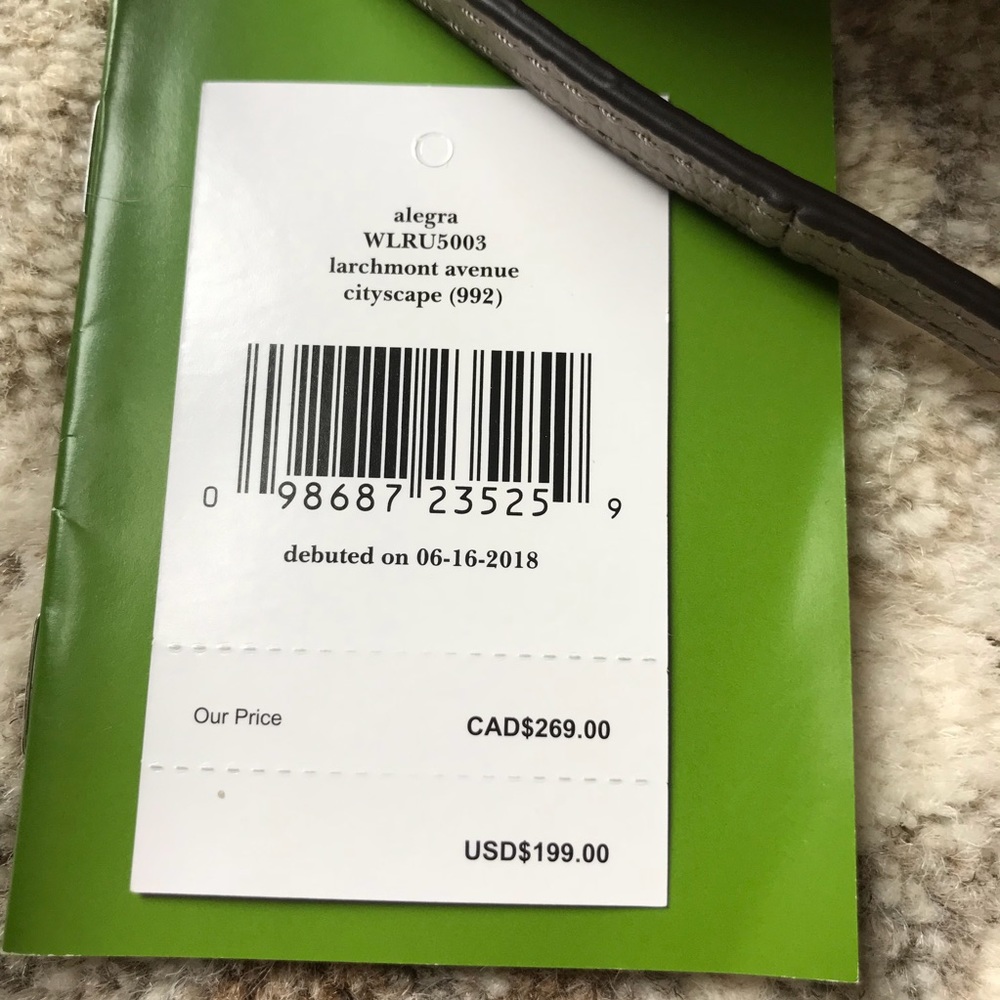 alegra
WLRU5003
larchmont avenue
cityscape (992)
0 98687 23525 9
debuted on 06-16-2018
Our Price CAD$269.00
USD$199.00